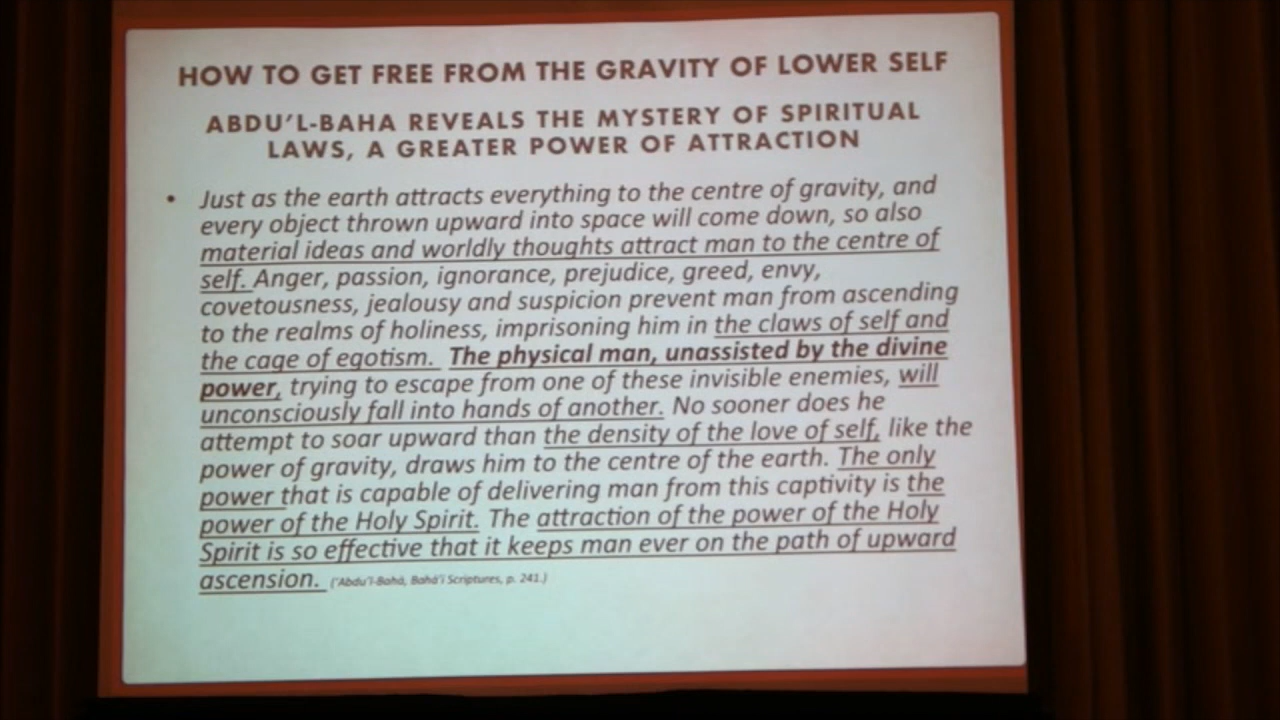 HOW TO GET FREE FROM THE GRAVITY OF LOWER SELF
ABDU'L-BAHA REVEALS THE MYSTERY OF SPIRITUAL
LAWS, A GREATER POWER OF ATTRACTION
• Just as the earth attracts everything to the centre of gravity, and
every object thrown upward into space will come down, so also
material ideas and worldly thoughts attract man to the centre of
self. Anger, passion, ignorance, prejudice, greed, envy,
covetousness, jealousy and suspicion prevent man from ascending
to the realms of holiness, imprisoning him in the claws of self and
the cage of egotism. The physical man, unassisted by the divine
power, trying to escape from one of these invisible enemies, will
unconsciously fall into hands of another. No sooner does he
attempt to soar upward than the density of the love of self, like the
power of gravity, draws him to the centre of the earth. The only
power that is capable of delivering man from this captivity is the
power of the Holy Spirit. The attraction of the power of the Holy
Spirit is so effective that it keeps man ever on the path of upward
ascension. ('Abdu'l-Bahá, Bahá'í Scriptures, p. 241.)